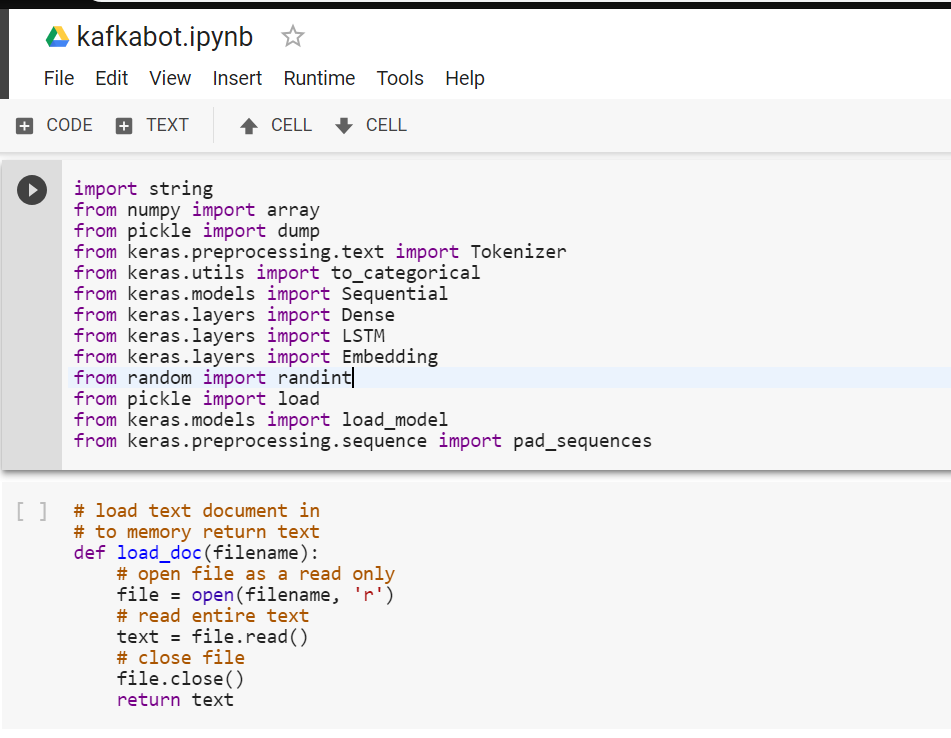 kafkabot.ipynb
File Edit View Insert Runtime Tools Help
CODE TEXT CELL CELL
import string
from numpy import array
from pickle import dump
from keras.preprocessing.text import Tokenizer
from keras.utils import to_categorical
from keras.models import Sequential
from keras.layers import Dense
from keras.layers import LSTM
from keras.layers import Embedding
from random import randint
from pickle import load
from keras.models import load_model
from keras.preprocessing.sequence import pad_sequences
[ ] # load text document in
# to memory return text
def load_doc(filename):
    # open file as a read only
    file = open(filename, 'r')
    # read entire text
    text = file.read()
    # close file
    file.close()
    return text